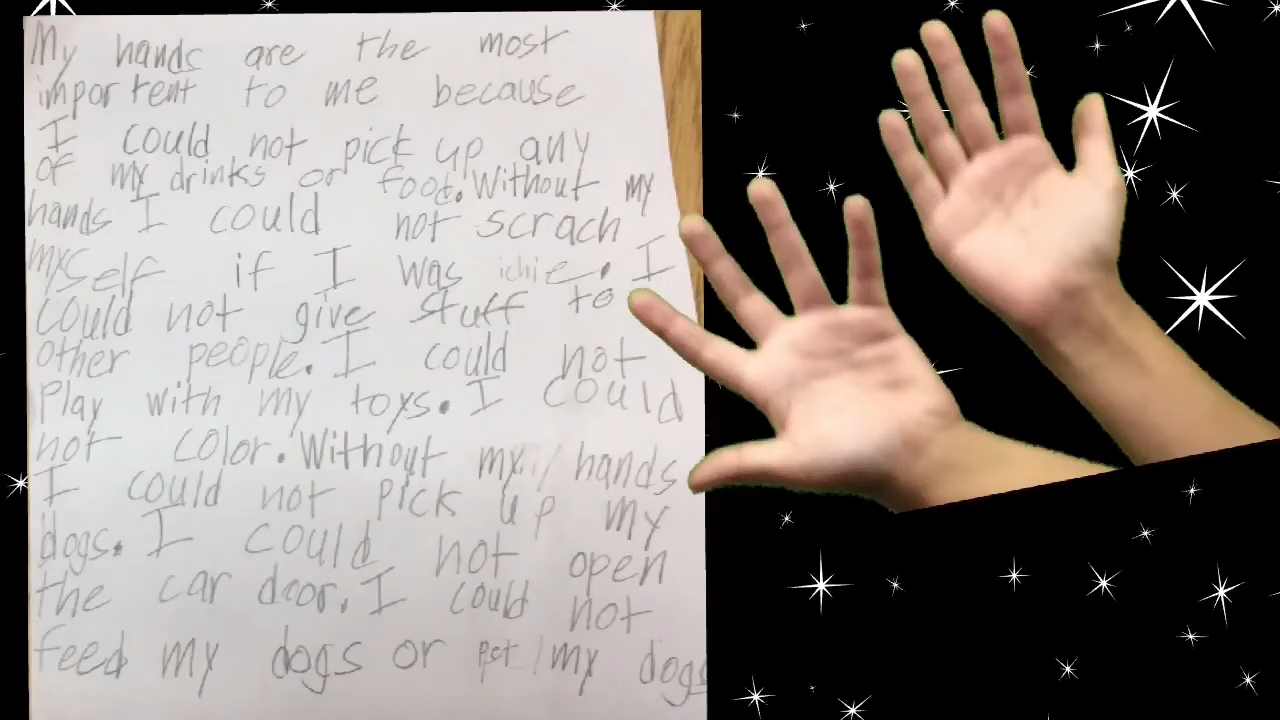 My hands are the most
important to me because
I could not pick up any
of my drinks or food. Without my
hands I could not scrach
myself if I was ichie. I
could not give stuff to
other people. I could not
Play with my toys. I could
not color. Without my hands
I could not pick up my
dogs. I could not open
the car door. I could not
feed my dogs or pet my dogs